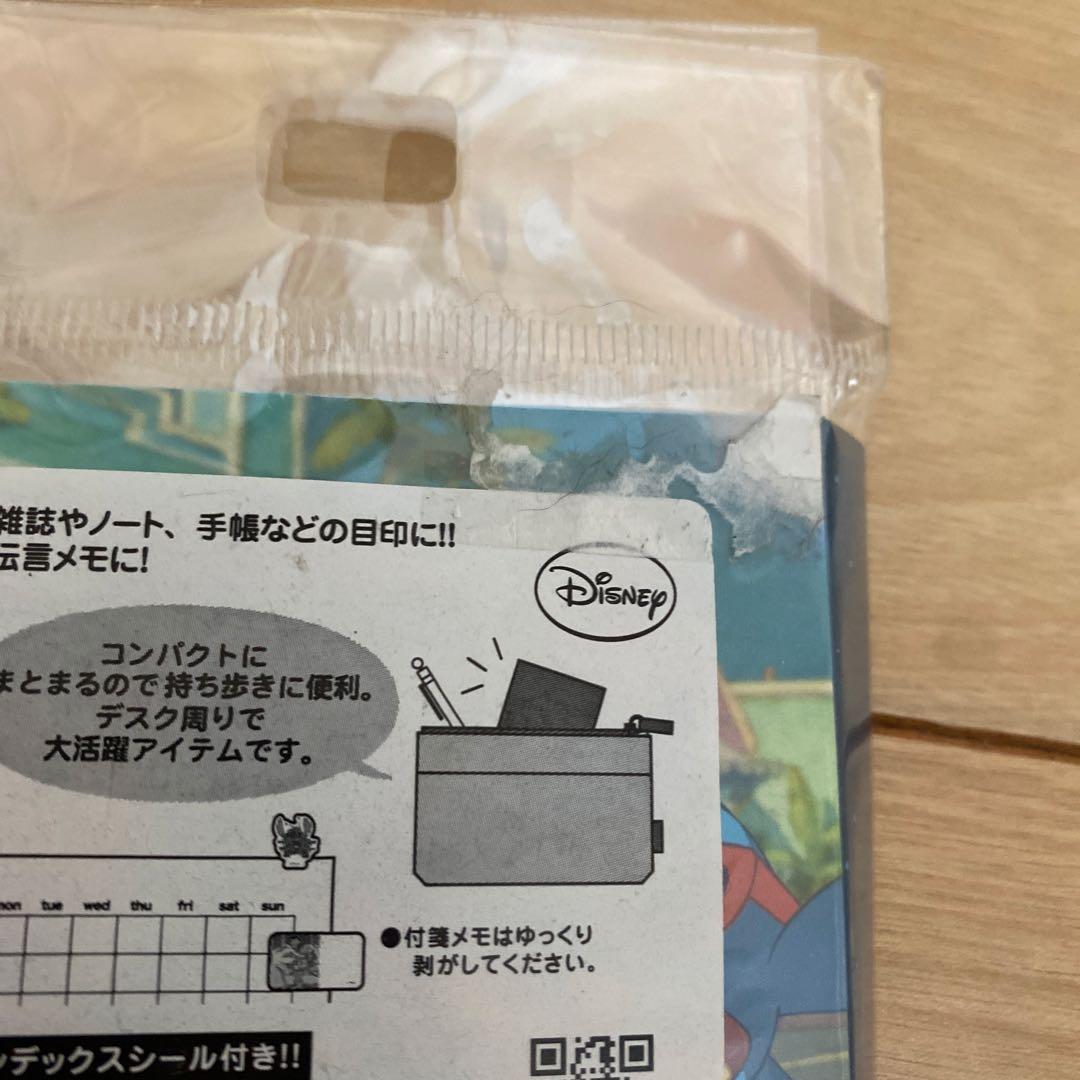 雑誌やノート、手帳などの目印に!!
伝言メモに!
Disney
コンパクトに
まとまるので持ち歩きに便利。
デスク周りで
大活躍アイテムです。
mon tue wed thu fri sat sun
●付箋メモはゆっくり
剥がしてください。
ンデックスシール付き!!